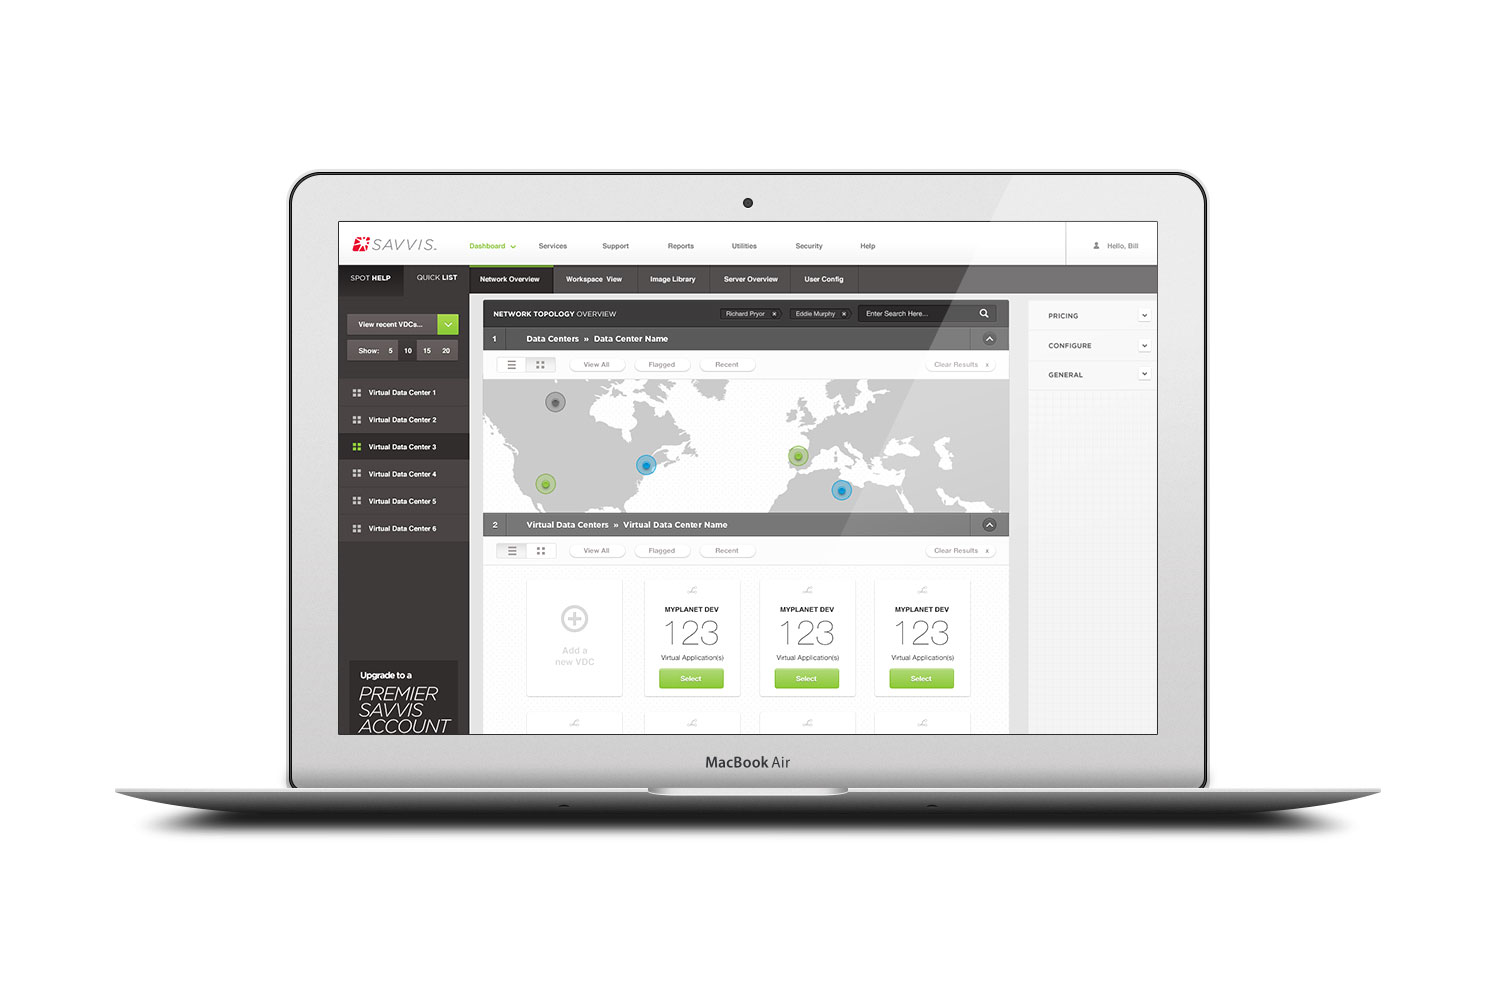 SAVVIS.
Dashboard Services Support Reports Utilities Security Help Hello, Bill
SPOT HELP QUICK LIST Network Overview Workspace View Image Library Server Overview User Config
View recent VDCs...
Show: 5 10 15 20
Virtual Data Center 1
Virtual Data Center 2
Virtual Data Center 3
Virtual Data Center 4
Virtual Data Center 5
Virtual Data Center 6
Upgrade to a
PREMIER
SAVVIS
ACCOUNT
NETWORK TOPOLOGY OVERVIEW Richard Pryor x Eddie Murphy x Enter Search Here...
1 Data Centers » Data Center Name
View All Flagged Recent Clear Results x
2 Virtual Data Centers » Virtual Data Center Name
View All Flagged Recent Clear Results x
Add a
new VDC
MYPLANET DEV
123
Virtual Application(s)
Select
MYPLANET DEV
123
Virtual Application(s)
Select
MYPLANET DEV
123
Virtual Application(s)
Select
PRICING
CONFIGURE
GENERAL
MacBook Air